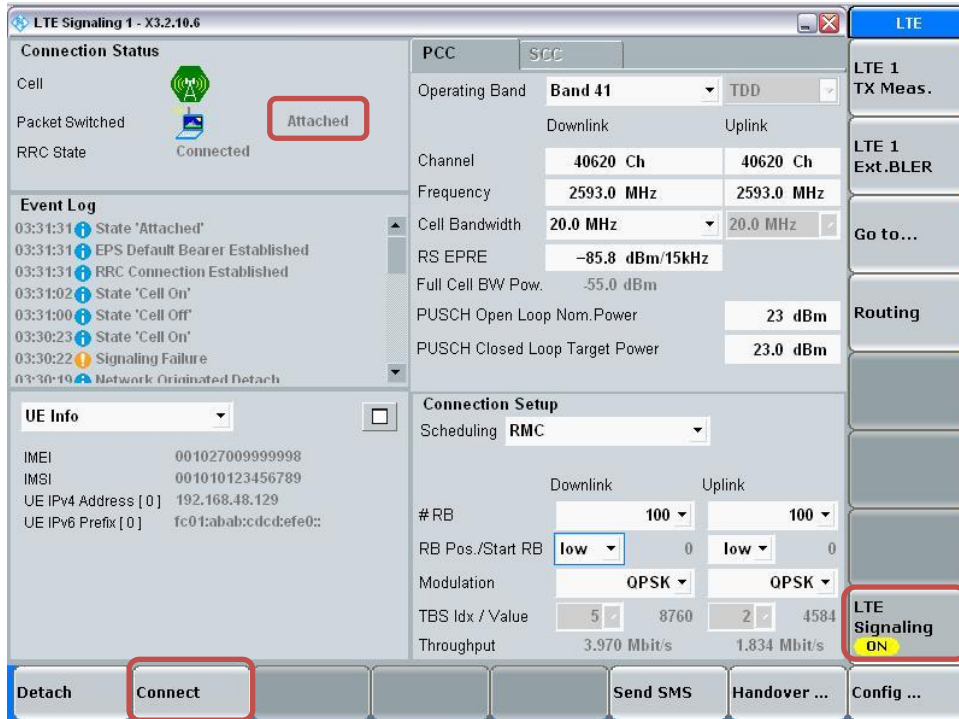 LTE Signaling 1 - X3.2.10.6
LTE
Connection Status
Cell
Packet Switched
Attached
RRC State
Connected
Event Log
03:31:31 State 'Attached'
03:31:31 EPS Default Bearer Established
03:31:31 RRC Connection Established
03:31:02 State 'Cell On'
03:31:00 State 'Cell Off'
03:30:23 State 'Cell On'
03:30:22 Signaling Failure
03:30:19 Network Originated Detach
UE Info
IMEI 001027009999998
IMSI 001010123456789
UE IPv4 Address [ 0 ] 192.168.48.129
UE IPv6 Prefix [ 0 ] fc01:abab:cdcd:efe0::
PCC SCC
Operating Band Band 41 TDD
Downlink Uplink
Channel 40620 Ch 40620 Ch
Frequency 2593.0 MHz 2593.0 MHz
Cell Bandwidth 20.0 MHz 20.0 MHz
RS EPRE −85.8 dBm/15kHz
Full Cell BW Pow. -55.0 dBm
PUSCH Open Loop Nom.Power 23 dBm
PUSCH Closed Loop Target Power 23.0 dBm
Connection Setup
Scheduling RMC
Downlink Uplink
# RB 100 100
RB Pos./Start RB low 0 low 0
Modulation QPSK QPSK
TBS Idx / Value 5 8760 2 4584
Throughput 3.970 Mbit/s 1.834 Mbit/s
LTE 1
TX Meas.
LTE 1
Ext.BLER
Go to...
Routing
LTE
Signaling
ON
Detach Connect Send SMS Handover ... Config ...